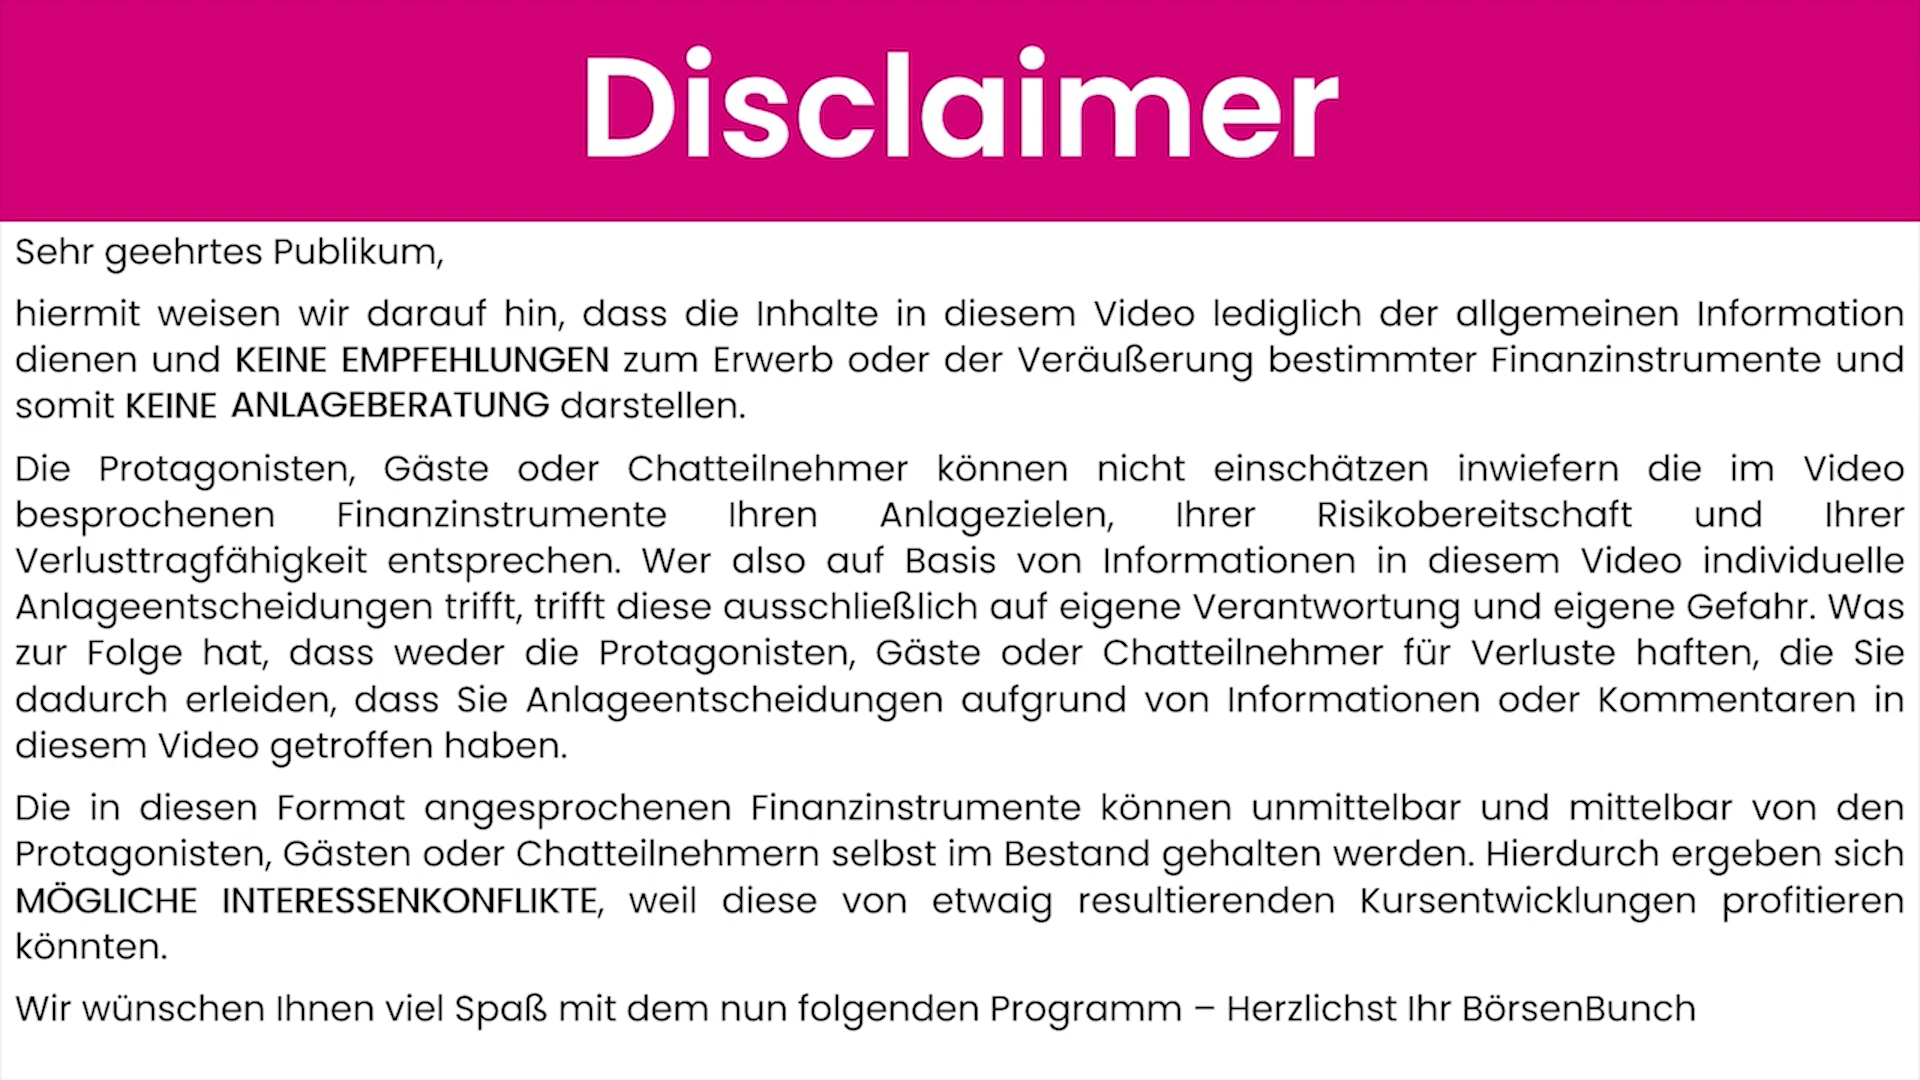 Disclaimer
Sehr geehrtes Publikum,
hiermit weisen wir darauf hin, dass die Inhalte in diesem Video lediglich der allgemeinen Information
dienen und KEINE EMPFEHLUNGEN zum Erwerb oder der Veräußerung bestimmter Finanzinstrumente und
somit KEINE ANLAGEBERATUNG darstellen.
Die Protagonisten, Gäste oder Chatteilnehmer können nicht einschätzen inwiefern die im Video
besprochenen Finanzinstrumente Ihren Anlagezielen, Ihrer Risikobereitschaft und Ihrer
Verlusttragfähigkeit entsprechen. Wer also auf Basis von Informationen in diesem Video individuelle
Anlageentscheidungen trifft, trifft diese ausschließlich auf eigene Verantwortung und eigene Gefahr. Was
zur Folge hat, dass weder die Protagonisten, Gäste oder Chatteilnehmer für Verluste haften, die Sie
dadurch erleiden, dass Sie Anlageentscheidungen aufgrund von Informationen oder Kommentaren in
diesem Video getroffen haben.
Die in diesen Format angesprochenen Finanzinstrumente können unmittelbar und mittelbar von den
Protagonisten, Gästen oder Chatteilnehmern selbst im Bestand gehalten werden. Hierdurch ergeben sich
MÖGLICHE INTERESSENKONFLIKTE, weil diese von etwaig resultierenden Kursentwicklungen profitieren
könnten.
Wir wünschen Ihnen viel Spaß mit dem nun folgenden Programm – Herzlichst Ihr BörsenBunch